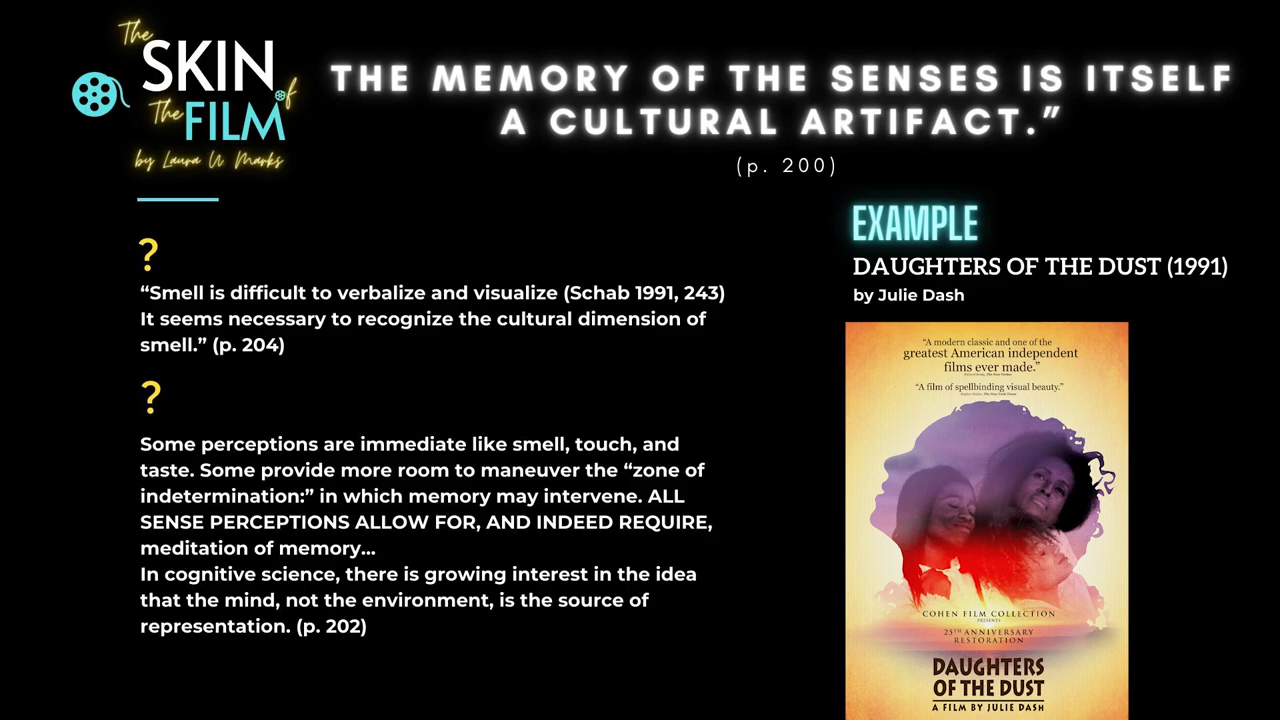 The
SKIN
of
The FILM
by Laura U Marks
THE MEMORY OF THE SENSES IS ITSELF
A CULTURAL ARTIFACT.”
(p. 200)
?
“Smell is difficult to verbalize and visualize (Schab 1991, 243)
It seems necessary to recognize the cultural dimension of
smell.” (p. 204)
?
Some perceptions are immediate like smell, touch, and
taste. Some provide more room to maneuver the “zone of
indetermination:” in which memory may intervene. ALL
SENSE PERCEPTIONS ALLOW FOR, AND INDEED REQUIRE,
meditation of memory...
In cognitive science, there is growing interest in the idea
that the mind, not the environment, is the source of
representation. (p. 202)
EXAMPLE
DAUGHTERS OF THE DUST (1991)
by Julie Dash
“A modern classic and one of the
greatest American independent
films ever made.”
“A film of spellbinding visual beauty.”
COHEN FILM COLLECTION
PRESENTS
25TH ANNIVERSARY
RESTORATION
DAUGHTERS
OF THE DUST
A FILM BY JULIE DASH